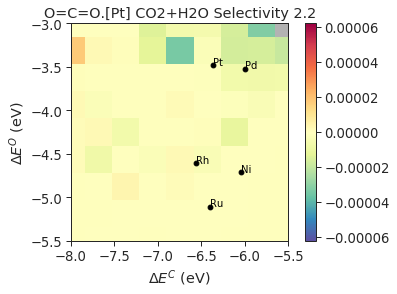 O=C=O.[Pt] CO2+H2O Selectivity 2.2
−3.0
−3.5
−4.0
−4.5
−5.0
−5.5
ΔE^O (eV)
Pt
Pd
Rh
Ni
Ru
−8.0 −7.5 −7.0 −6.5 −6.0 −5.5
ΔE^C (eV)
0.00006
0.00004
0.00002
0.00000
−0.00002
−0.00004
−0.00006